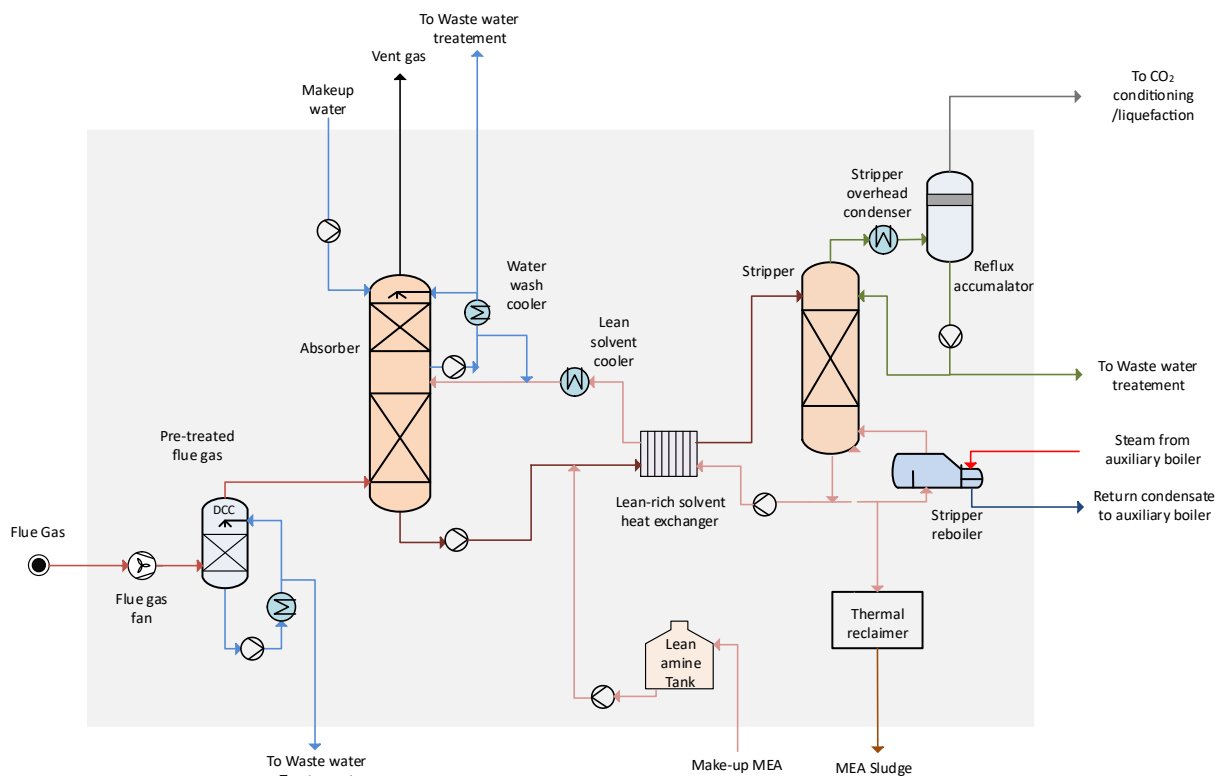 To Waste water
treatement
Vent gas
Makeup
water
To CO₂
conditioning
/liquefaction
Stripper
overhead
condenser
Water
wash
cooler
Stripper
Reflux
accumalator
Lean
solvent
cooler
Absorber
To Waste water
treatement
Pre-treated
flue gas
Steam from
auxiliary boiler
Lean-rich solvent
heat exchanger
Stripper
reboiler
Return condensate
to auxiliary boiler
DCC
Flue Gas
Flue gas
fan
Thermal
reclaimer
Lean
amine
Tank
To Waste water
Make-up MEA
MEA Sludge